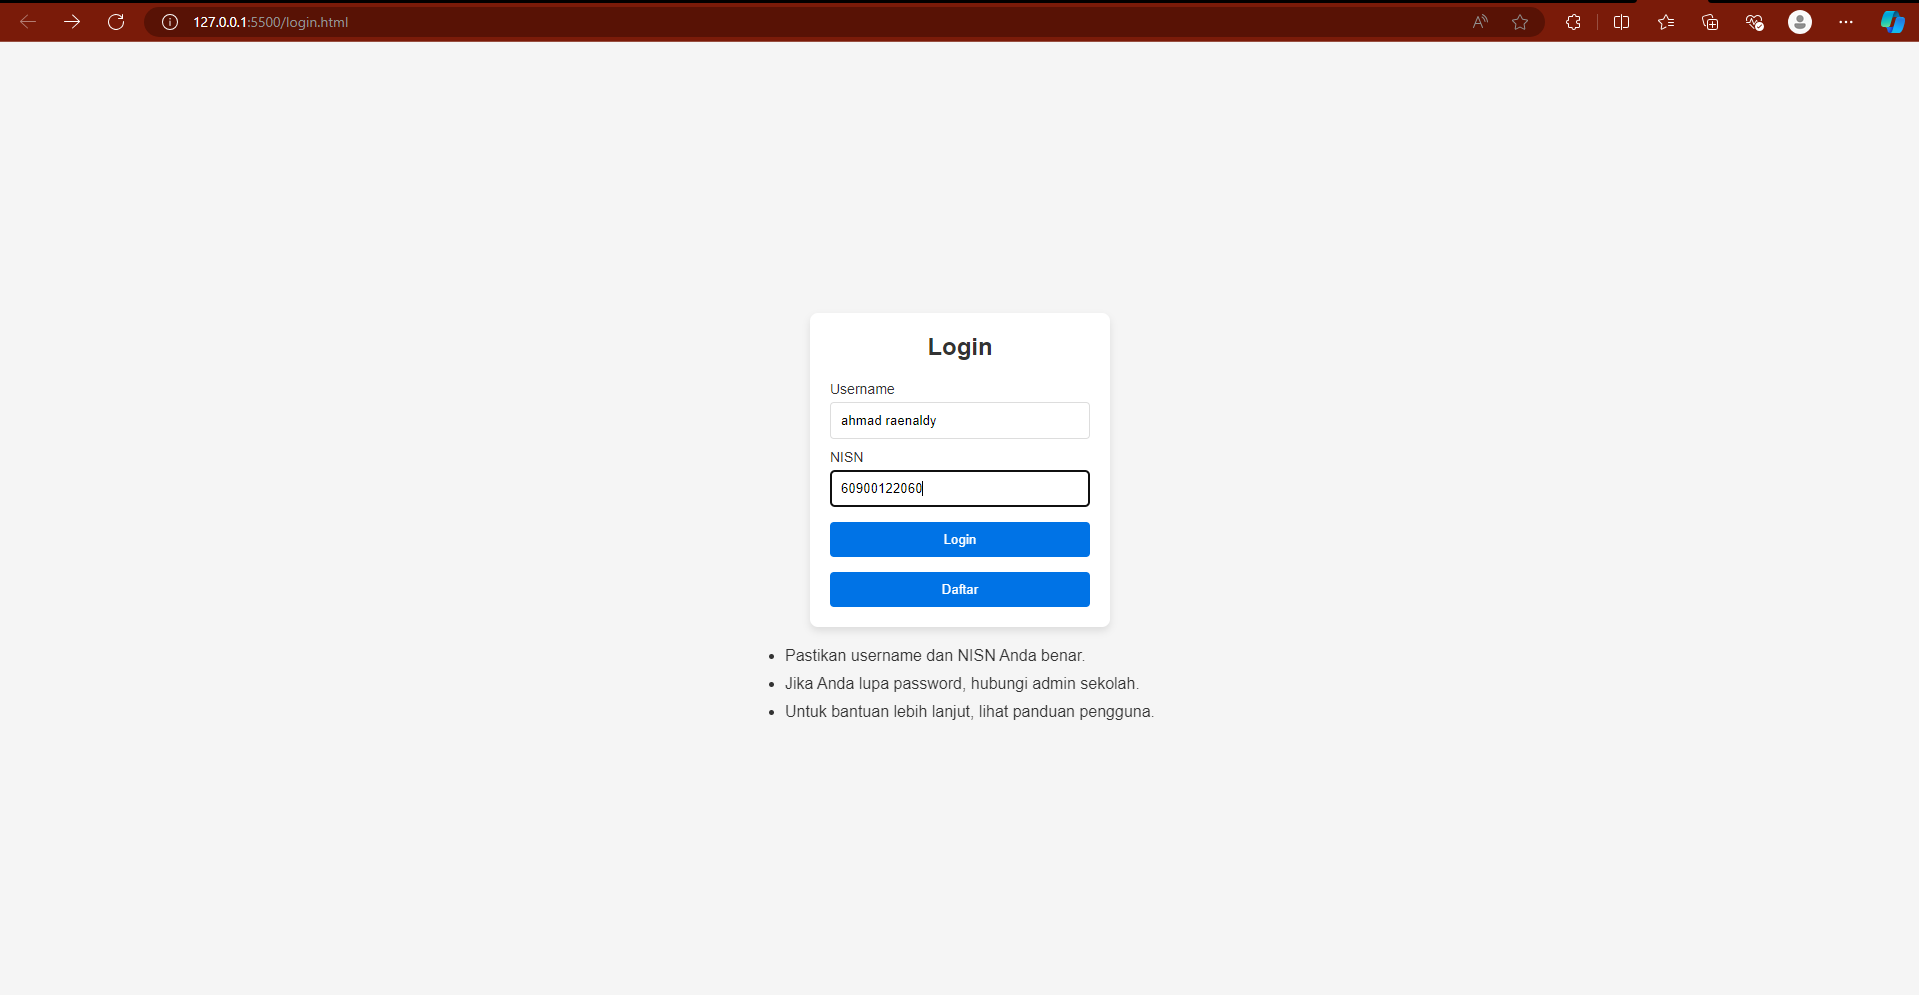 127.0.0.1:5500/login.html
Login
Username
ahmad raenaldy
NISN
60900122060
Login
Daftar
• Pastikan username dan NISN Anda benar.
• Jika Anda lupa password, hubungi admin sekolah.
• Untuk bantuan lebih lanjut, lihat panduan pengguna.